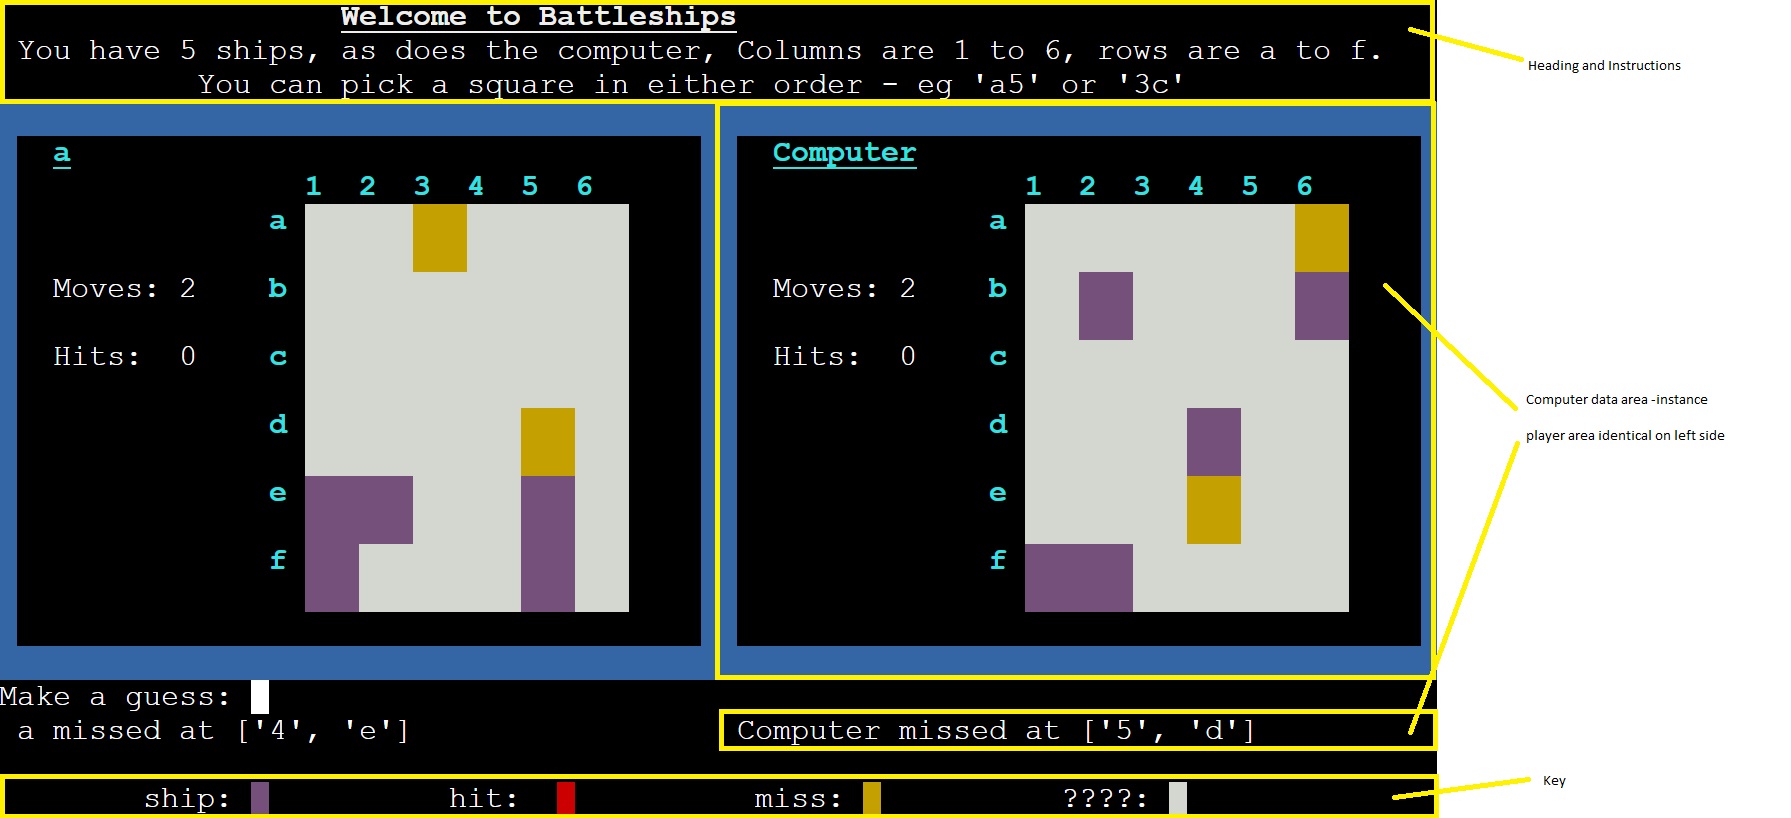 Welcome to Battleships
You have 5 ships, as does the computer, Columns are 1 to 6, rows are a to f.
You can pick a square in either order - eg 'a5' or '3c'
Heading and Instructions
a
1 2 3 4 5 6
a
Moves: 2 b
Hits: 0 c
d
e
f
Computer
1 2 3 4 5 6
a
Moves: 2 b
Hits: 0 c
d
e
f
Computer data area -instance
player area identical on left side
Make a guess:
a missed at ['4', 'e']
Computer missed at ['5', 'd']
ship: hit: miss: ????:
Key